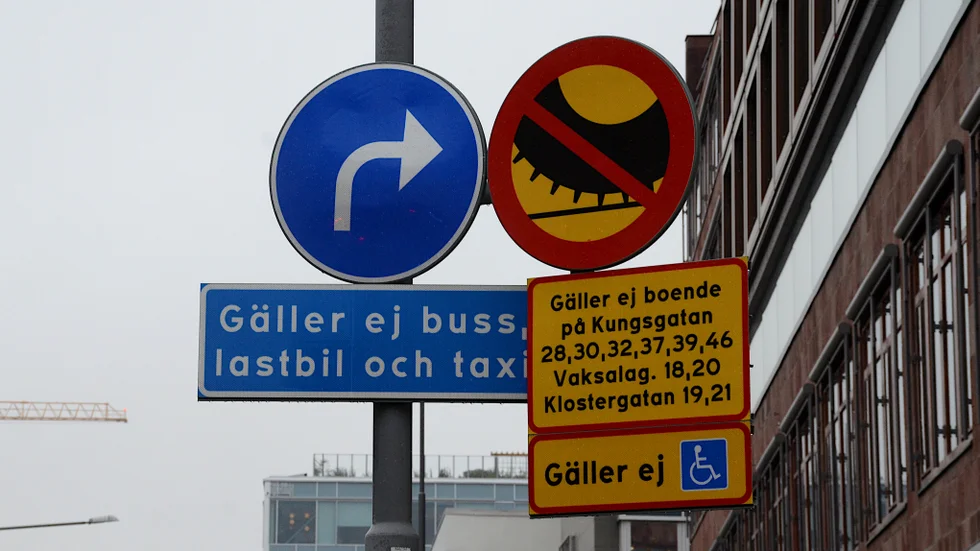 Gäller ej buss,
lastbil och taxi
Gäller ej boende
på Kungsgatan
28,30,32,37,39,46
Vaksalag. 18,20
Klostergatan 19,21
Gäller ej